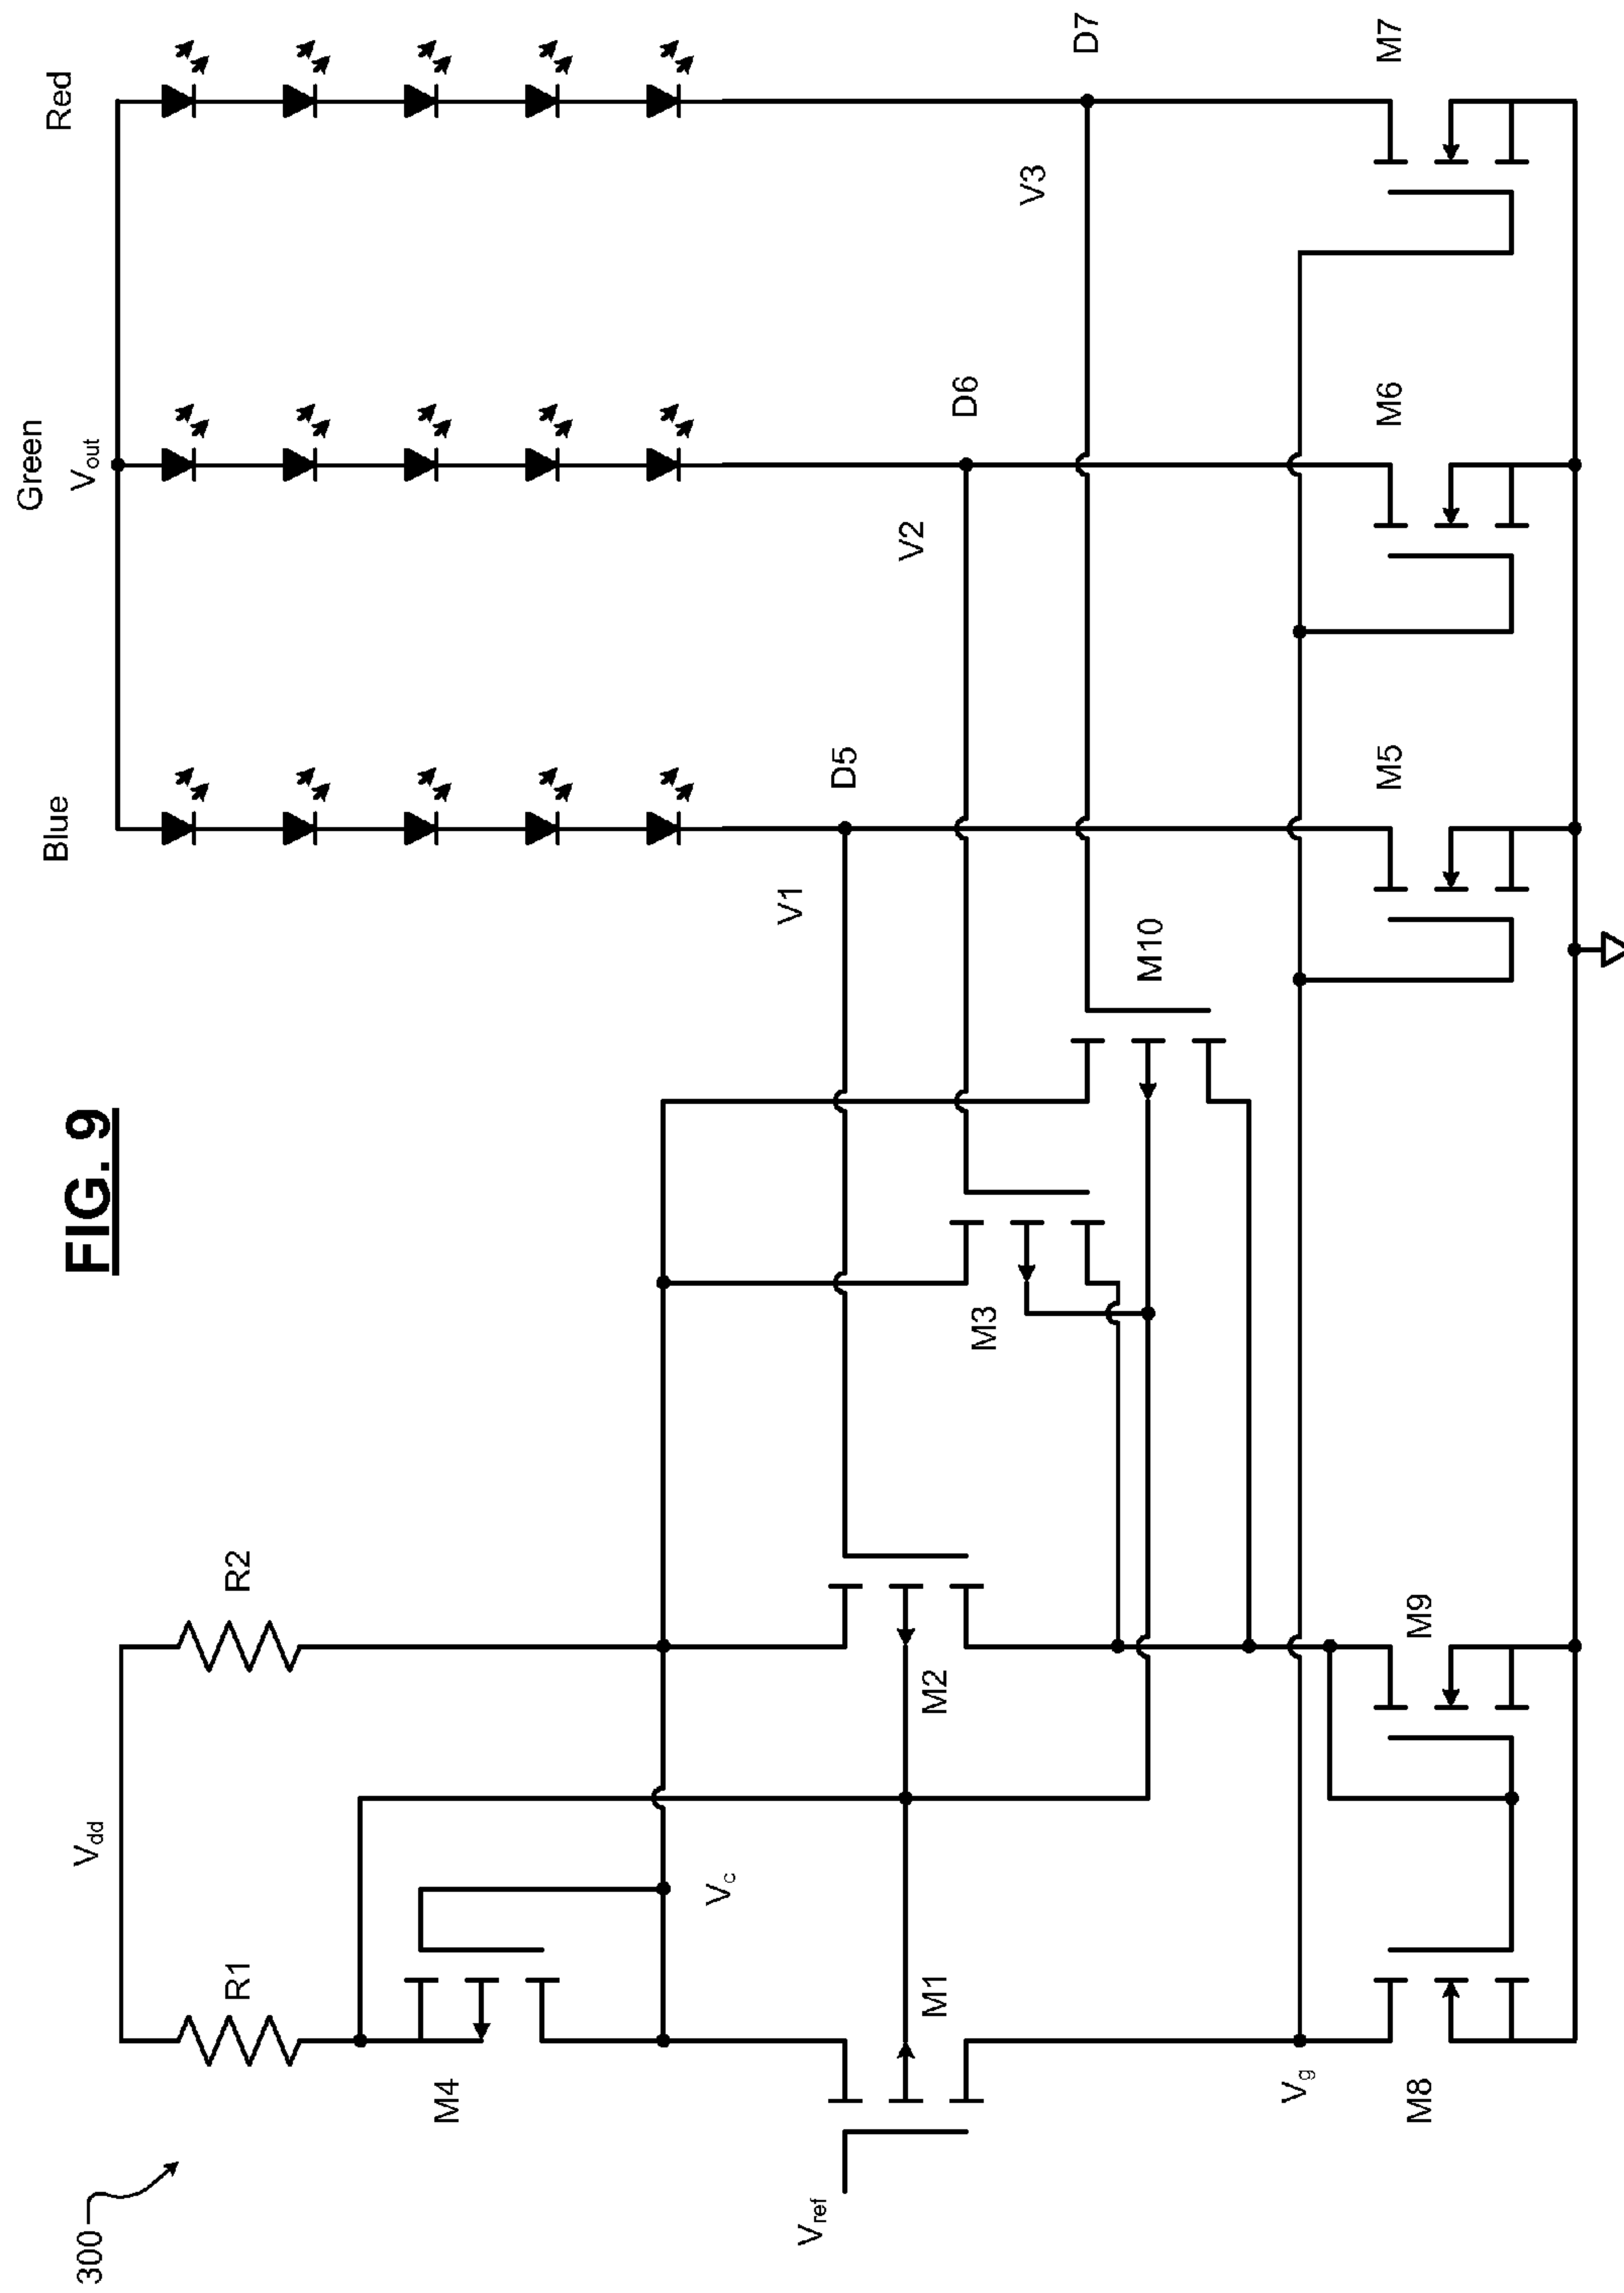 FIG. 9
300
Blue
Green
Red
Vdd
Vout
R1
R2
M4
Vc
V1
D5
V2
D6
V3
D7
Vref
M1
M2
M3
M10
Vg
M8
M9
M5
M6
M7